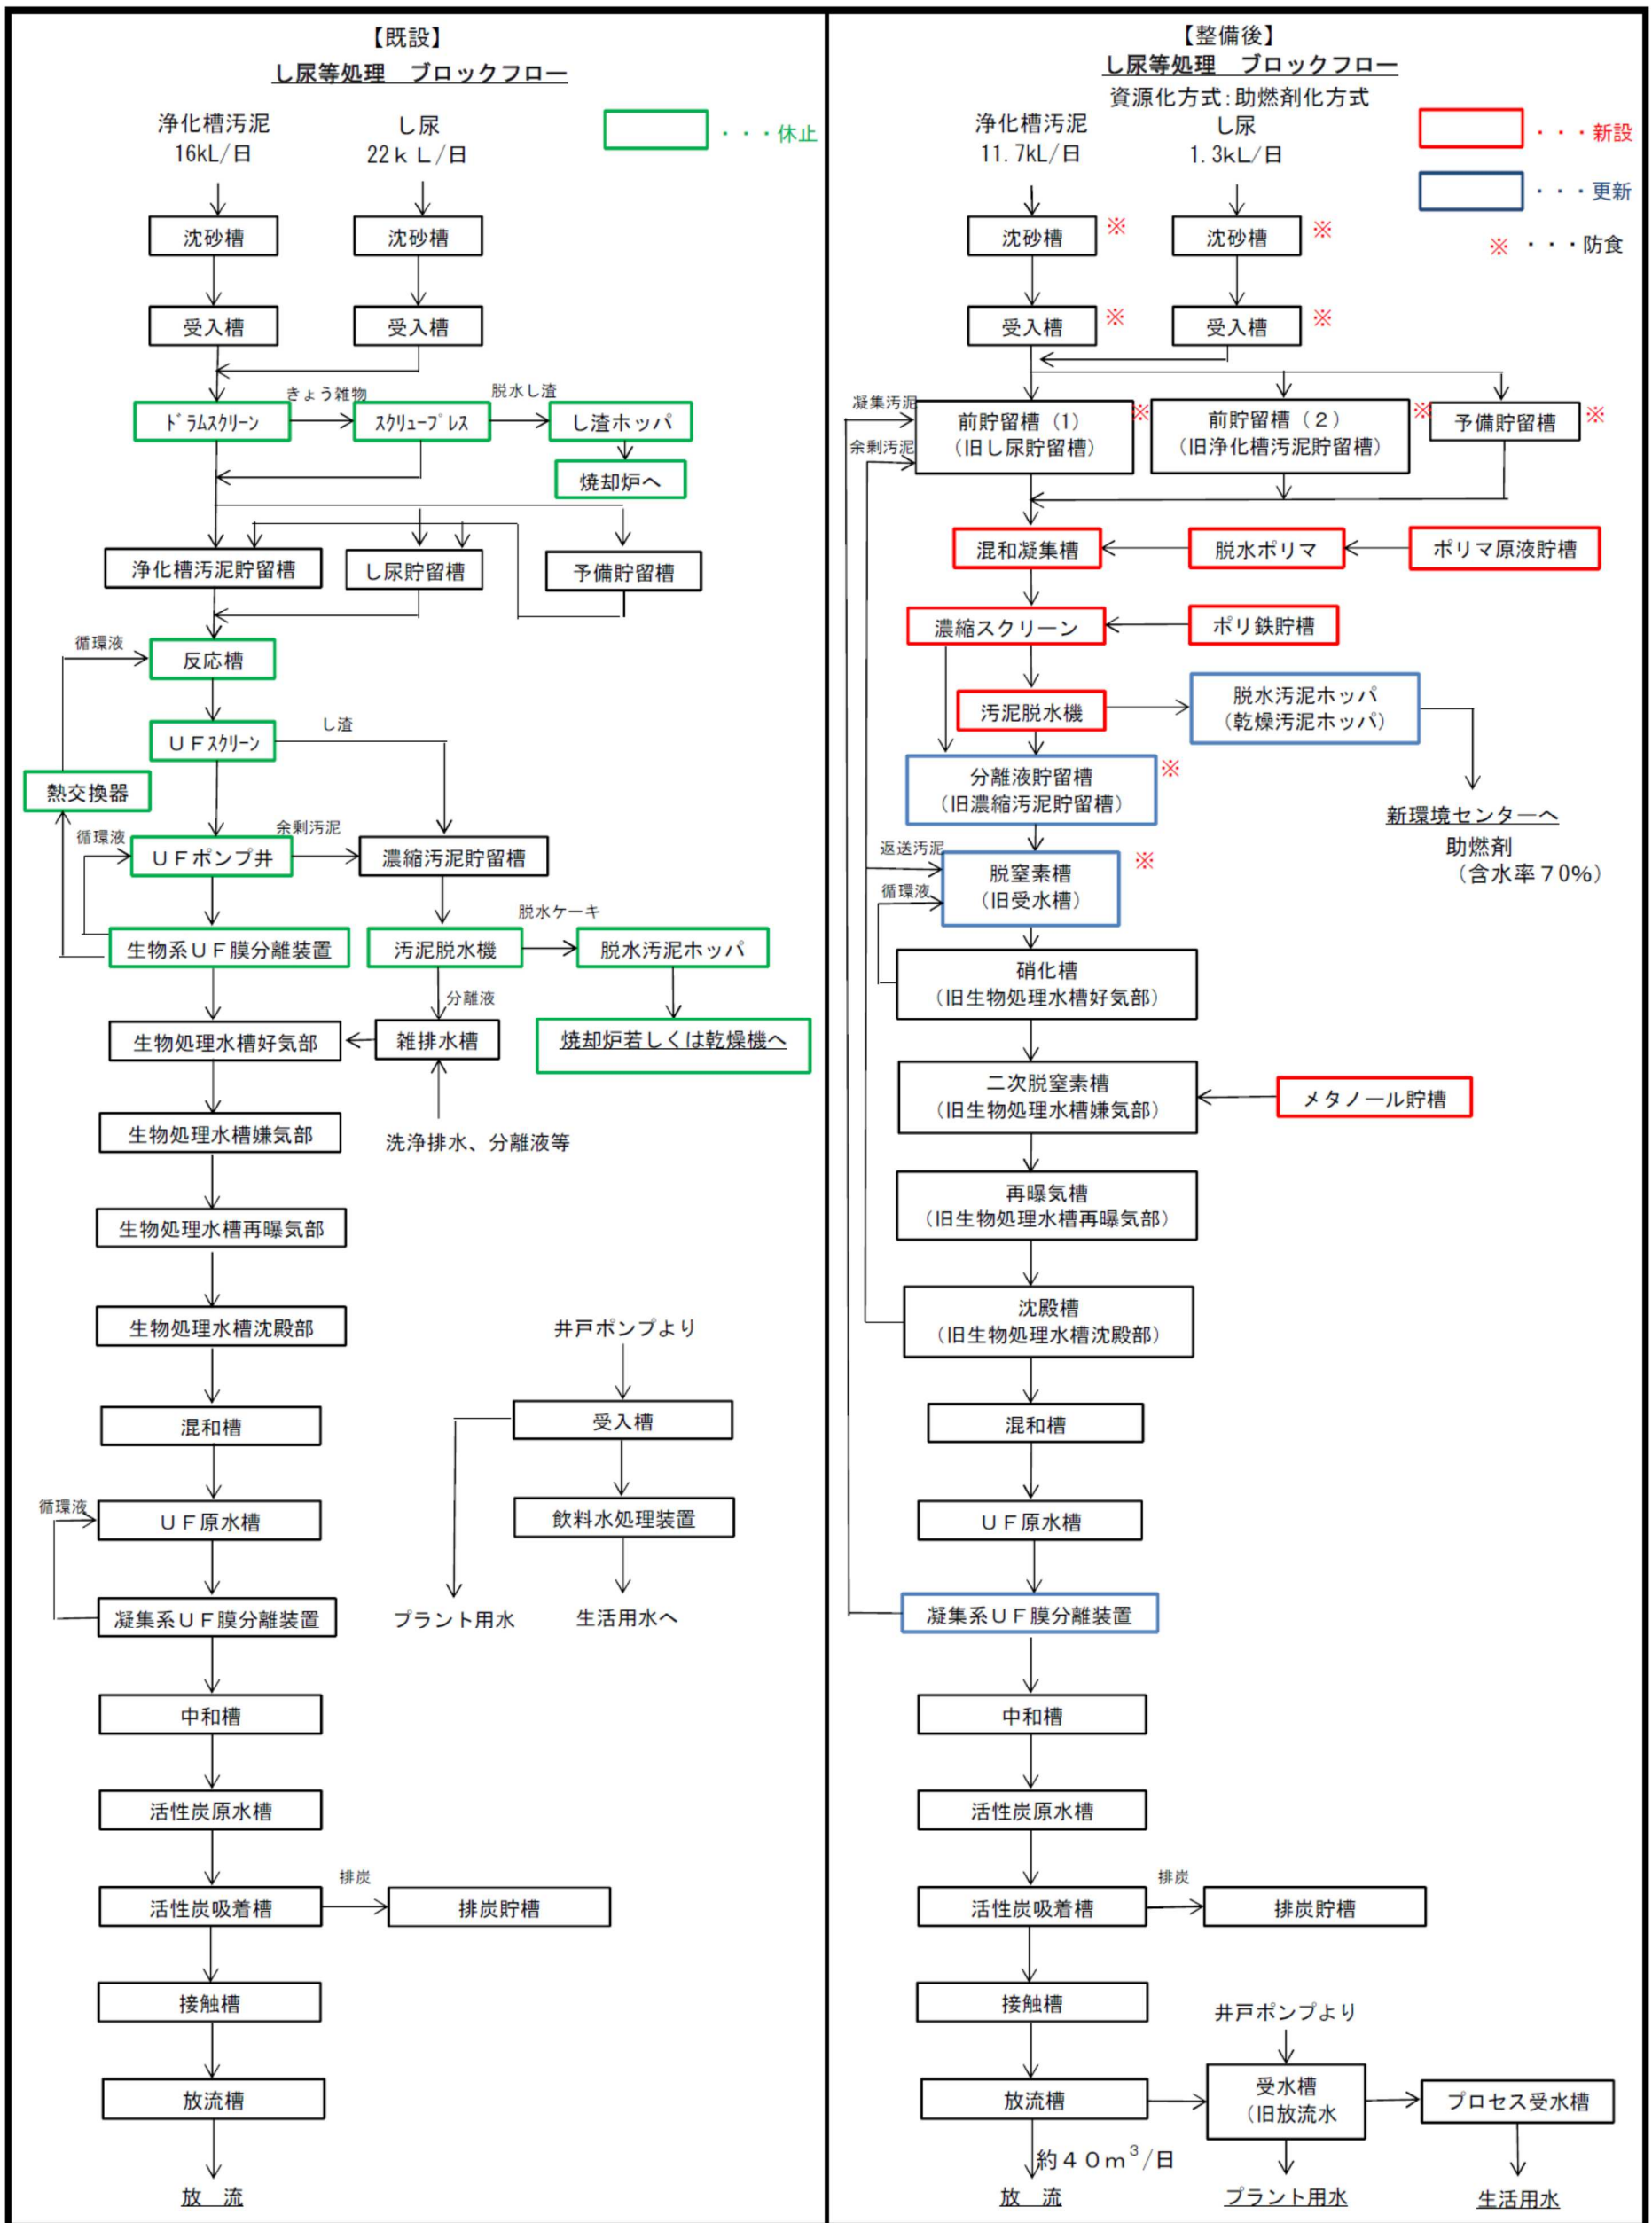 【既設】
し尿等処理　ブロックフロー
浄化槽汚泥
16kL/日
し尿
22ｋＬ/日
・・・休止
沈砂槽
沈砂槽
受入槽
受入槽
ﾄﾞﾗﾑｽｸﾘｰﾝ
きょう雑物
ｽｸﾘｭｰﾌﾟﾚｽ
脱水し渣
し渣ホッパ
焼却炉へ
浄化槽汚泥貯留槽
し尿貯留槽
予備貯留槽
循環液
反応槽
ＵＦｽｸﾘｰﾝ
し渣
熱交換器
循環液
ＵＦポンプ井
余剰汚泥
濃縮汚泥貯留槽
生物系ＵＦ膜分離装置
汚泥脱水機
脱水ケーキ
脱水汚泥ホッパ
分離液
生物処理水槽好気部
雑排水槽
焼却炉若しくは乾燥機へ
生物処理水槽嫌気部
洗浄排水、分離液等
生物処理水槽再曝気部
生物処理水槽沈殿部
井戸ポンプより
混和槽
受入槽
循環液
ＵＦ原水槽
飲料水処理装置
凝集系ＵＦ膜分離装置
プラント用水
生活用水へ
中和槽
活性炭原水槽
活性炭吸着槽
排炭
排炭貯槽
接触槽
放流槽
放　流
【整備後】
し尿等処理　ブロックフロー
資源化方式:助燃剤化方式
浄化槽汚泥
11.7kL/日
し尿
1.3kL/日
・・・新設
・・・更新
※ ・・・防食
沈砂槽
※
沈砂槽
※
受入槽
※
受入槽
※
凝集汚泥
余剰汚泥
前貯留槽（1）
（旧し尿貯留槽）
※
前貯留槽（２）
（旧浄化槽汚泥貯留槽）
※
予備貯留槽
※
混和凝集槽
脱水ポリマ
ポリマ原液貯槽
濃縮スクリーン
ポリ鉄貯槽
汚泥脱水機
脱水汚泥ホッパ
（乾燥汚泥ホッパ）
分離液貯留槽
（旧濃縮汚泥貯留槽）
※
新環境センターへ
助燃剤
（含水率７0%）
返送汚泥
循環液
脱窒素槽
（旧受水槽）
※
硝化槽
（旧生物処理水槽好気部）
二次脱窒素槽
（旧生物処理水槽嫌気部）
メタノール貯槽
再曝気槽
（旧生物処理水槽再曝気部）
沈殿槽
（旧生物処理水槽沈殿部）
混和槽
ＵＦ原水槽
凝集系ＵＦ膜分離装置
中和槽
活性炭原水槽
活性炭吸着槽
排炭
排炭貯槽
接触槽
井戸ポンプより
放流槽
受水槽
（旧放流水
プロセス受水槽
約４０ｍ³/日
放　流
プラント用水
生活用水